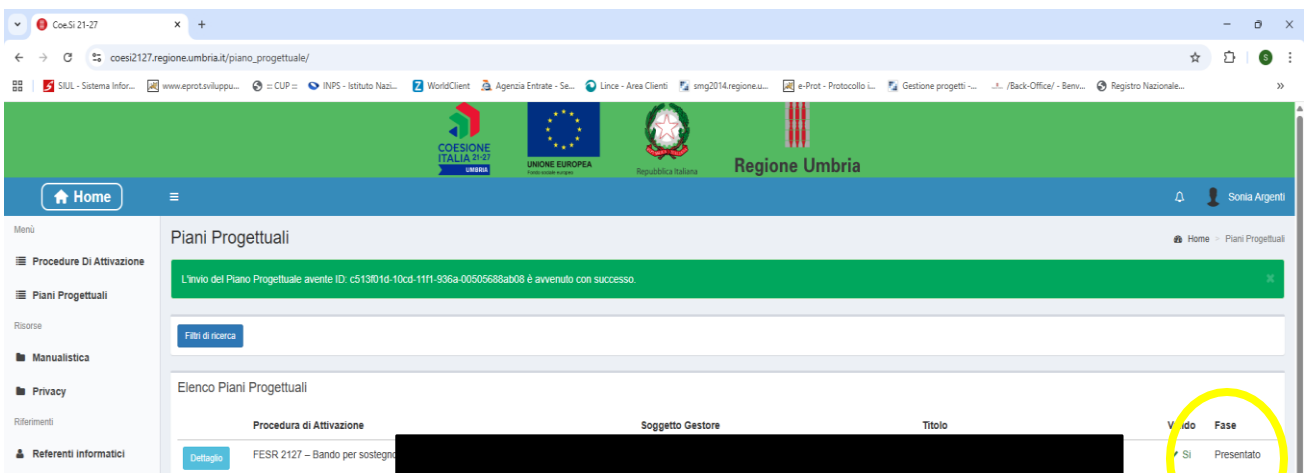 Coe.Si 21-27
coesi2127.regione.umbria.it/piano_progettuale/
S
SIUL - Sistema Infor... www.eprot.sviluppu... :: CUP :: INPS - Istituto Nazi... WorldClient Agenzia Entrate - Se... Lince - Area Clienti smg2014.regione.u... e-Prot - Protocollo i... Gestione progetti -... /Back-Office/ - Benv... Registro Nazionale...
COESIONE
ITALIA 21-27
UMBRIA
UNIONE EUROPEA
Fondo sociale europeo
Repubblica Italiana
Regione Umbria
Home Sonia Argenti
Menù
Piani Progettuali
Home > Piani Progettuali
Procedure Di Attivazione
L'invio del Piano Progettuale avente ID: c513f01d-10cd-11f1-936a-00505688ab08 è avvenuto con successo.
Piani Progettuali
Risorse
Filtri di ricerca
Manualistica
Elenco Piani Progettuali
Privacy
Riferimenti
Procedura di Attivazione Soggetto Gestore Titolo Fase
Referenti informatici
Dettaglio FESR 2127 – Bando per sostegno Si Presentato